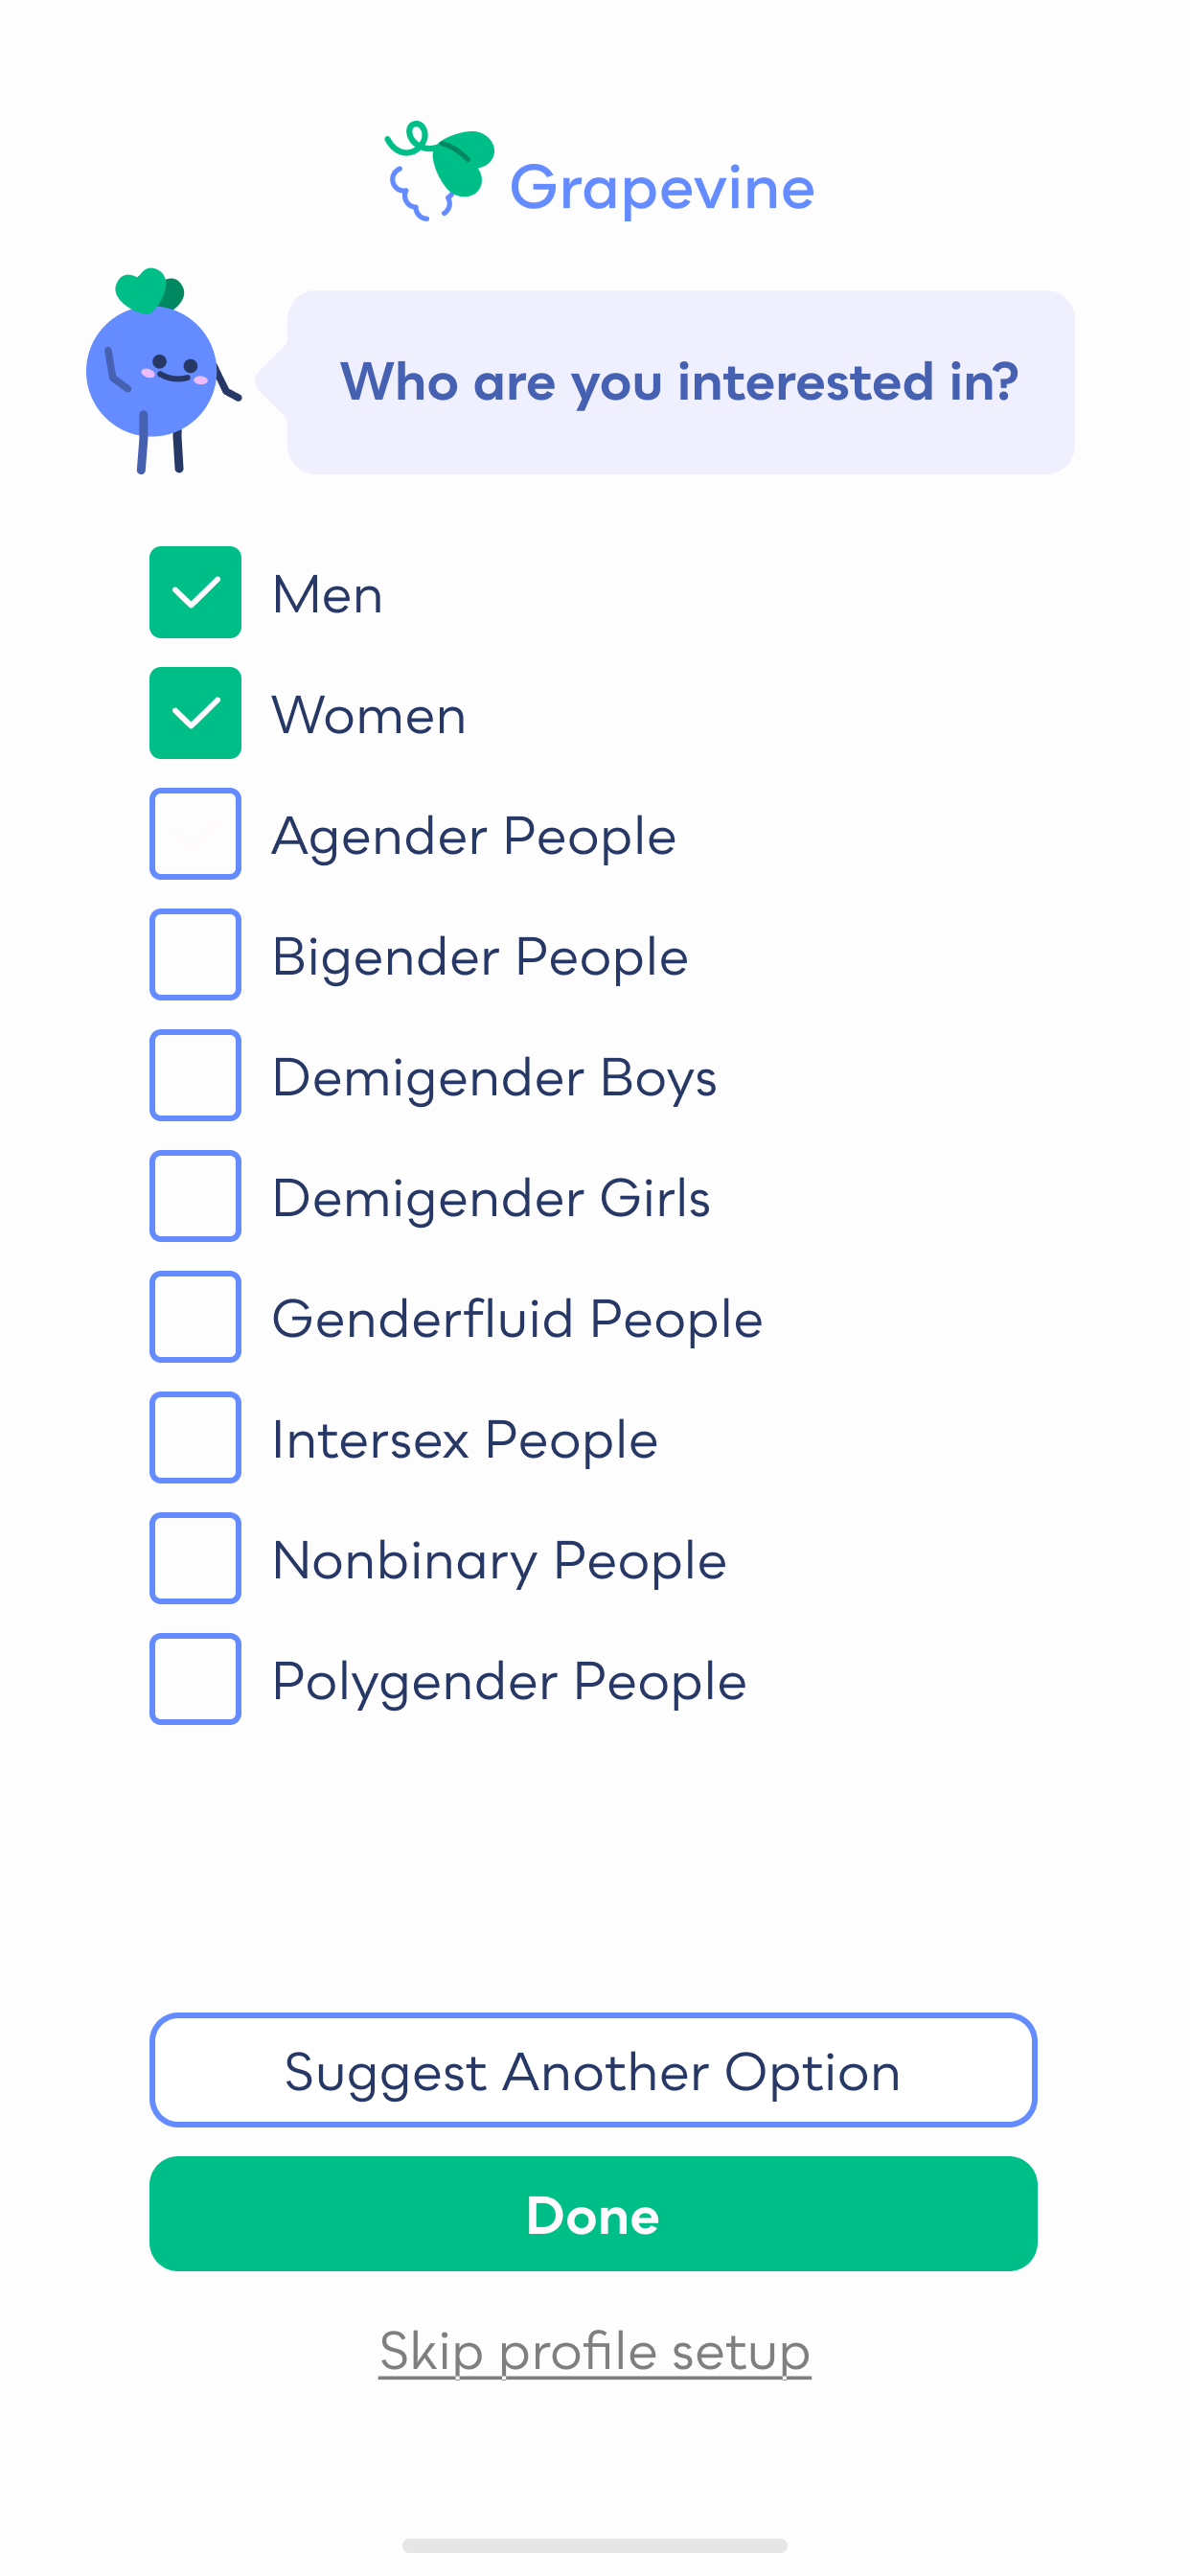 Grapevine
Who are you interested in?
Men
Women
Agender People
Bigender People
Demigender Boys
Demigender Girls
Genderfluid People
Intersex People
Nonbinary People
Polygender People
Suggest Another Option
Done
Skip profile setup